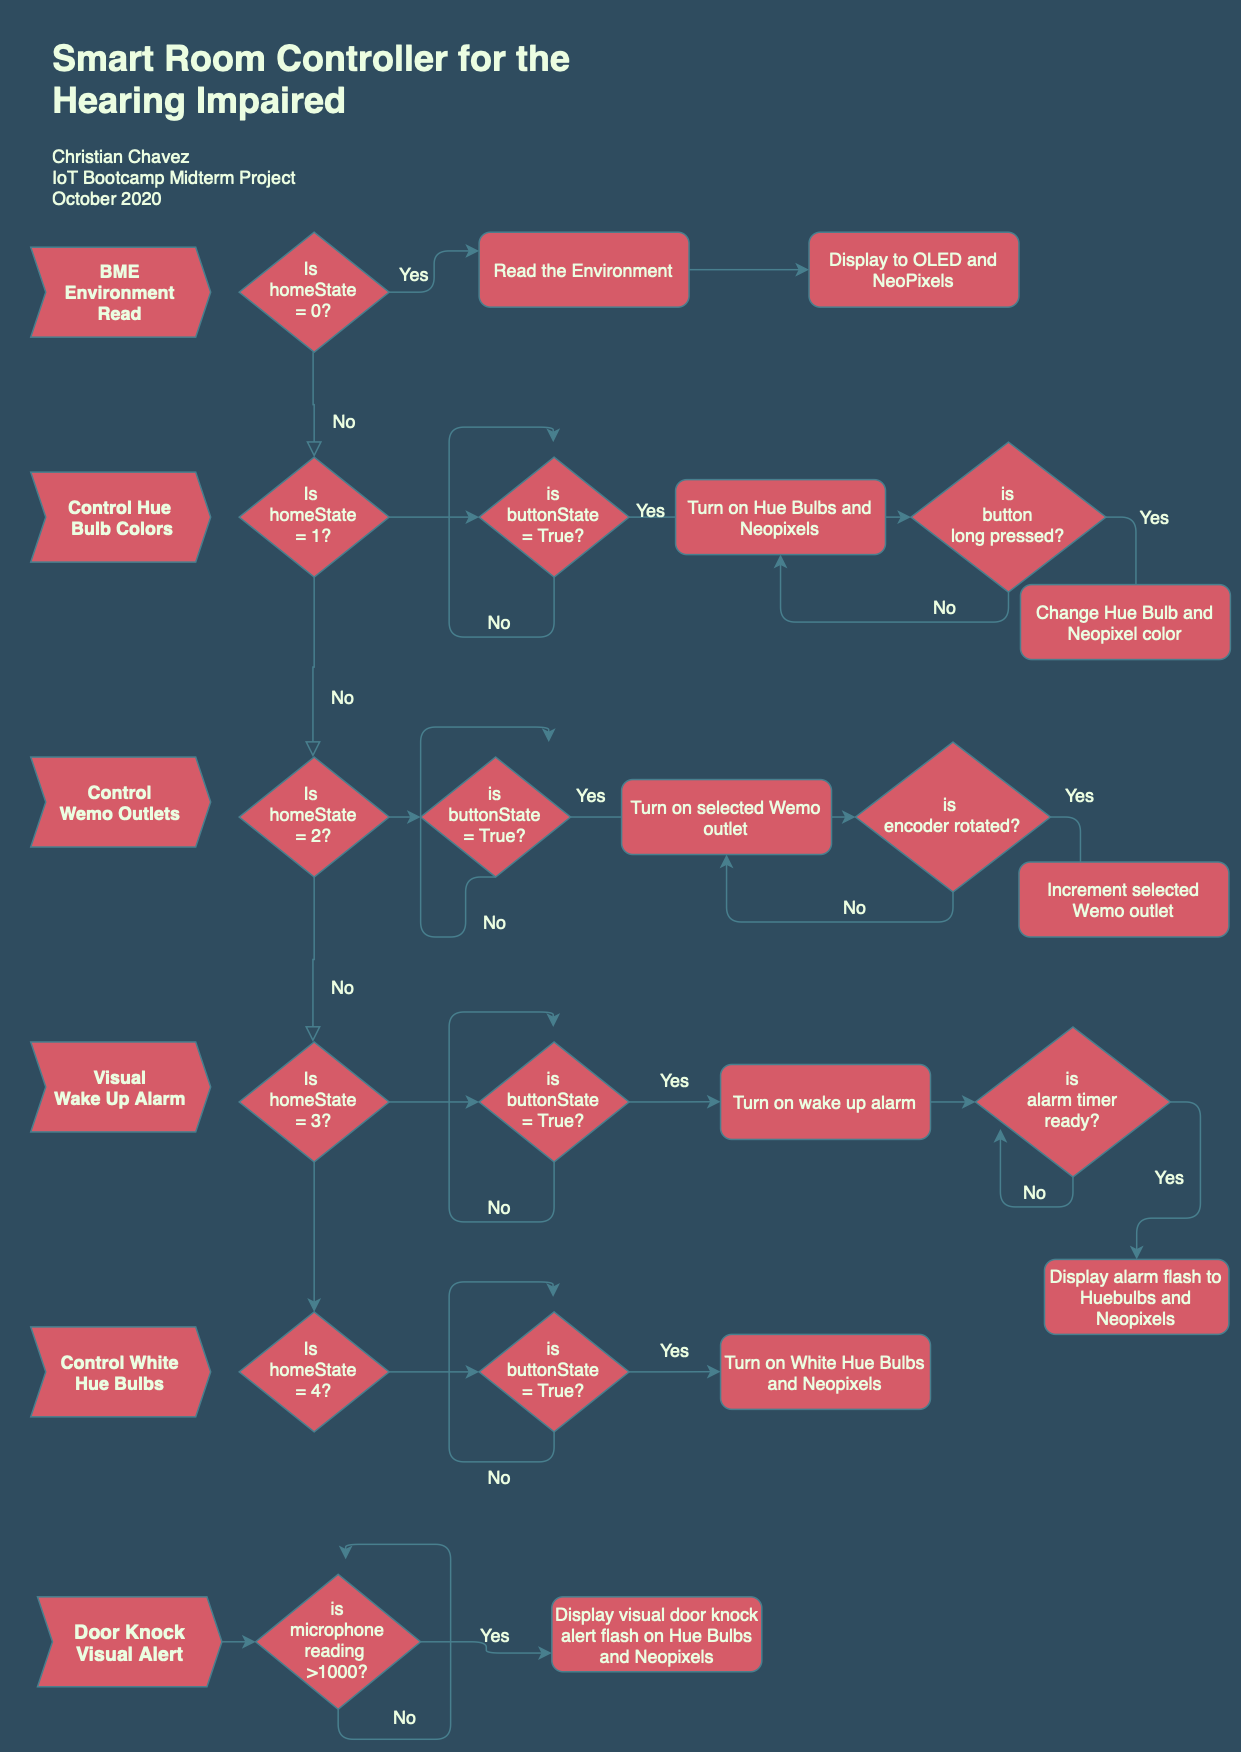 Smart Room Controller for the
Hearing Impaired
Christian Chavez
IoT Bootcamp Midterm Project
October 2020
BME
Environment
Read
Is
homeState
= 0?
Yes
Read the Environment
Display to OLED and
NeoPixels
No
Control Hue
Bulb Colors
Is
homeState
= 1?
is
buttonState
= True?
Yes
Turn on Hue Bulbs and
Neopixels
is
button
long pressed?
Yes
No
No
Change Hue Bulb and
Neopixel color
No
Control
Wemo Outlets
Is
homeState
= 2?
is
buttonState
= True?
Yes
Turn on selected Wemo
outlet
is
encoder rotated?
Yes
No
No
Increment selected
Wemo outlet
No
Visual
Wake Up Alarm
Is
homeState
= 3?
is
buttonState
= True?
Yes
Turn on wake up alarm
is
alarm timer
ready?
Yes
No
No
Display alarm flash to
Huebulbs and
Neopixels
Control White
Hue Bulbs
Is
homeState
= 4?
is
buttonState
= True?
Yes
Turn on White Hue Bulbs
and Neopixels
No
Door Knock
Visual Alert
is
microphone
reading
>1000?
Yes
Display visual door knock
alert flash on Hue Bulbs
and Neopixels
No